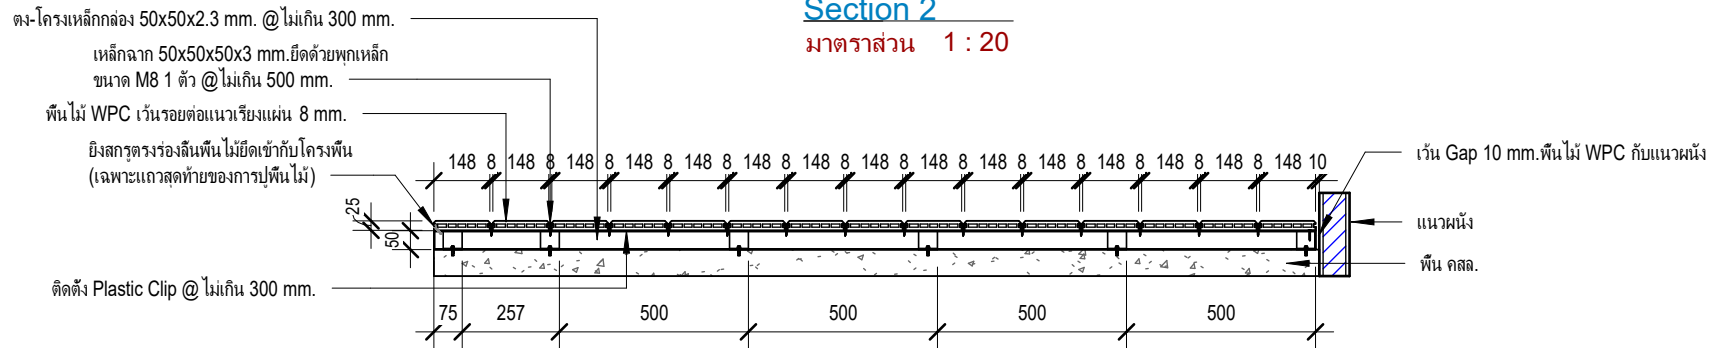 Section 2
มาตราส่วน 1 : 20
ตง-โครงเหล็กกล่อง 50x50x2.3 mm. @ไม่เกิน 300 mm.
เหล็กฉาก 50x50x50x3 mm.ยึดด้วยพุกเหล็ก
ขนาด M8 1 ตัว @ไม่เกิน 500 mm.
พื้นไม้ WPC เว้นรอยต่อแนวเรียงแผ่น 8 mm.
ยิงสกรูตรงร่องลิ้นพื้นไม้ยึดเข้ากับโครงพื้น
(เฉพาะแถวสุดท้ายของการปูพื้นไม้)
148 8 148 8 148 8 148 8 148 8 148 8 148 8 148 8 148 8 148 8 148 8 148 8 148 8 148 8 148 10
เว้น Gap 10 mm.พื้นไม้ WPC กับแนวผนัง
25
50
แนวผนัง
พื้น คสล.
ติดตั้ง Plastic Clip @ ไม่เกิน 300 mm.
75 257 500 500 500 500